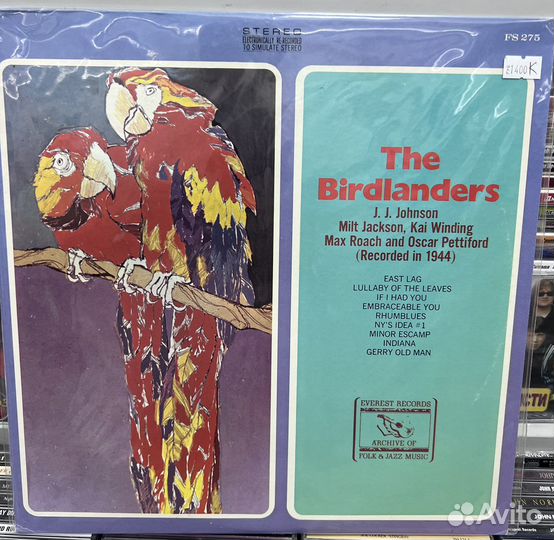 STEREO
ELECTRONICALLY RE-RECORDED
TO SIMULATE STEREO
FS 275
The
Birdlanders
J. J. Johnson
Milt Jackson, Kai Winding
Max Roach and Oscar Pettiford
(Recorded in 1944)
EAST LAG
LULLABY OF THE LEAVES
IF I HAD YOU
EMBRACEABLE YOU
RHUMBLUES
NY'S IDEA #1
MINOR ESCAMP
INDIANA
GERRY OLD MAN
EVEREST RECORDS
ARCHIVE OF
FOLK & JAZZ MUSIC
Avito